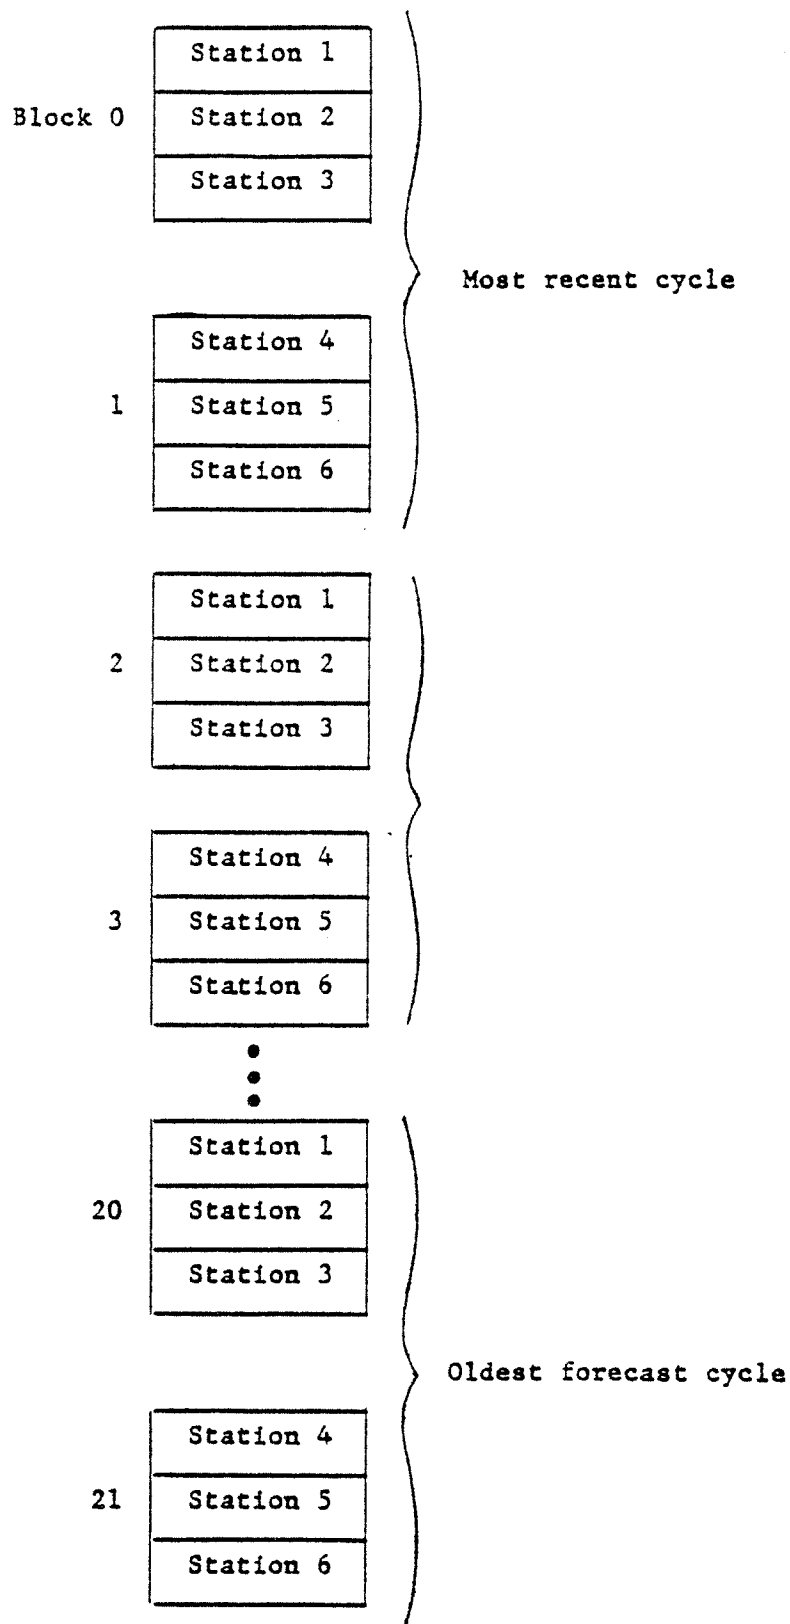 Station 1
Block 0 Station 2
Station 3
Most recent cycle
Station 4
1 Station 5
Station 6
Station 1
2 Station 2
Station 3
Station 4
3 Station 5
Station 6
Station 1
20 Station 2
Station 3
Oldest forecast cycle
Station 4
21 Station 5
Station 6